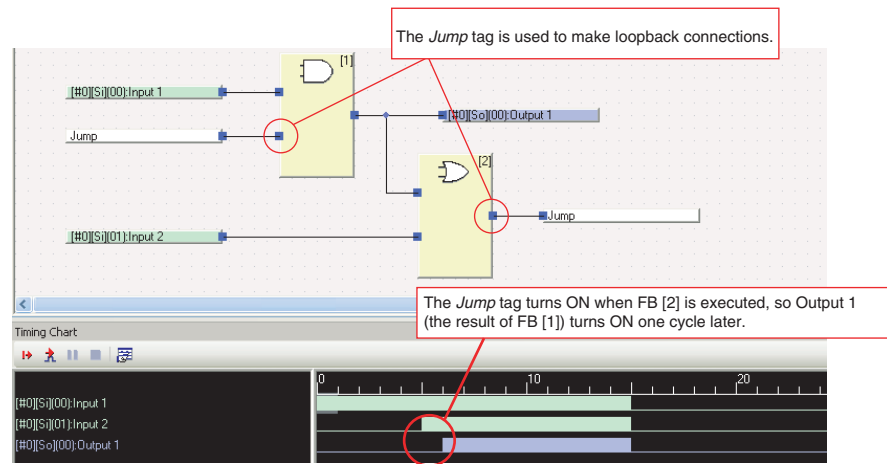 The Jump tag is used to make loopback connections.
[1]
[#0][Si](00):Input 1
[#0][So](00):Output 1
Jump
[2]
Jump
[#0][Si](01):Input 2
The Jump tag turns ON when FB [2] is executed, so Output 1
(the result of FB [1]) turns ON one cycle later.
Timing Chart
0 10 20
[#0][Si](00):Input 1
[#0][Si](01):Input 2
[#0][So](00):Output 1